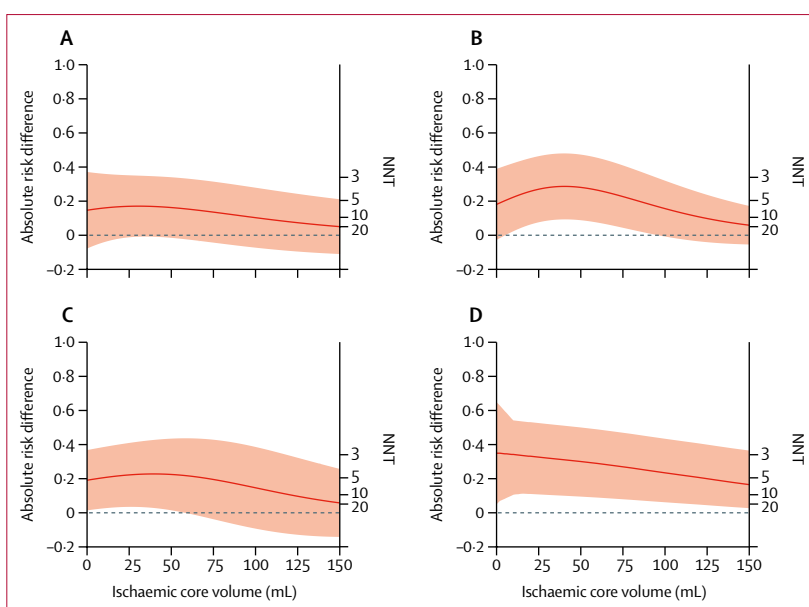 A
B
1·0
0·8
0·6
0·4
0·2
0
–0·2
Absolute risk difference
3
5
10
20
NNT
1·0
0·8
0·6
0·4
0·2
0
–0·2
Absolute risk difference
3
5
10
20
NNT
C
D
1·0
0·8
0·6
0·4
0·2
0
–0·2
Absolute risk difference
3
5
10
20
NNT
0 25 50 75 100 125 150
Ischaemic core volume (mL)
1·0
0·8
0·6
0·4
0·2
0
–0·2
Absolute risk difference
3
5
10
20
NNT
0 25 50 75 100 125 150
Ischaemic core volume (mL)